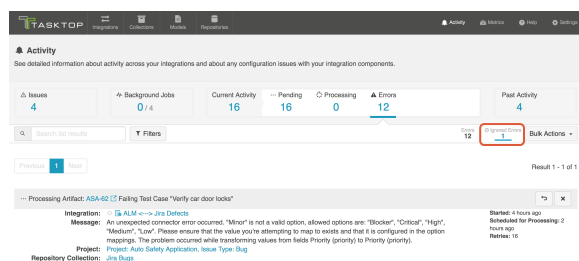 TASKTOP
Integrations Collections Models Repositories
Activity Metrics Help Settings
Activity
See detailed information about activity across your integrations and about any configuration issues with your integration components.
Issues Background Jobs Current Activity Pending Processing Errors Past Activity
4 0 / 4 16 16 0 12 4
Search list results Filters Errors 12 Ignored Errors 1 Bulk Actions
Previous 1 Next Result 1 - 1 of 1
··· Processing Artifact: ASA-62 Failing Test Case "Verify car door looks"
Integration: ALM <---> Jira Defects
Message: An unexpected connector error occurred. "Minor" is not a valid option, allowed options are: "Blocker", "Critical", "High",
"Medium", "Low". Please ensure that the value you're attempting to map to exists and that it is configured in the option
mappings. The problem occurred while transforming values from fields Priority (priority) to Priority (priority).
Project: Project: Auto Safety Application, Issue Type: Bug
Repository Collection: Jira Bugs
Started: 4 hours ago
Scheduled for Processing: 2 hours ago
Retries: 16